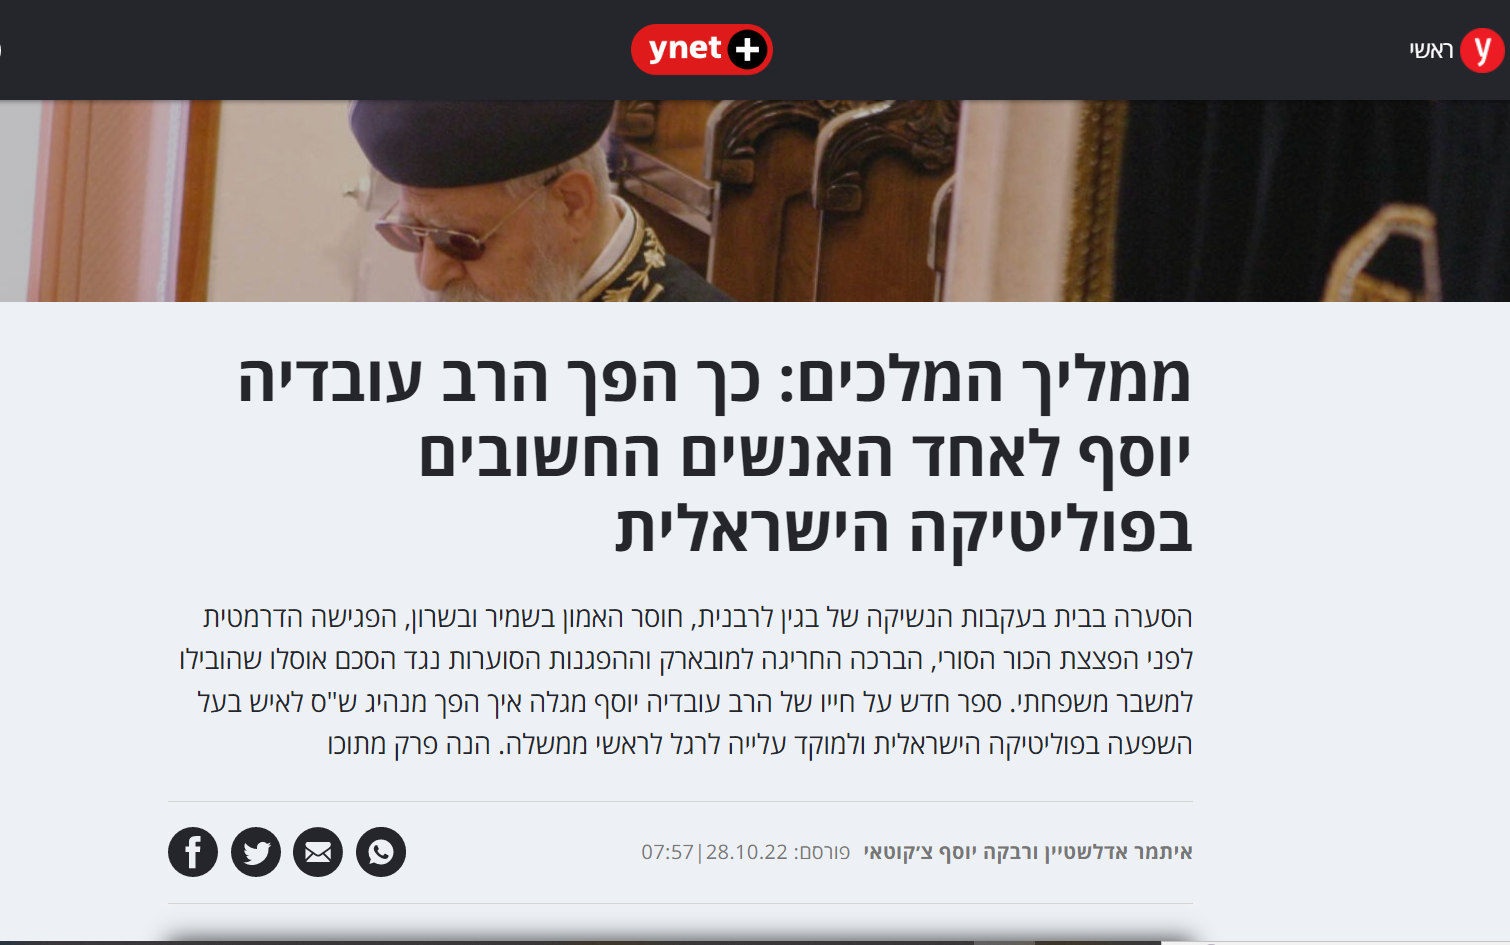 ynet+
ראשי
ממליך המלכים: כך הפך הרב עובדיה
יוסף לאחד האנשים החשובים
בפוליטיקה הישראלית
הסערה בבית בעקבות הנשיקה של בגין לרבנית, חוסר האמון בשמיר ובשרון, הפגישה הדרמטית
לפני הפצצת הכור הסורי, הברכה החריגה למובארק וההפגנות הסוערות נגד הסכם אוסלו שהובילו
למשבר משפחתי. ספר חדש על חייו של הרב עובדיה יוסף מגלה איך הפך מנהיג ש"ס לאיש בעל
השפעה בפוליטיקה הישראלית ולמוקד עלייה לרגל לראשי ממשלה. הנה פרק מתוכו
איתמר אדלשטיין ורבקה יוסף צ'קוטאי פורסם: 28.10.22|07:57